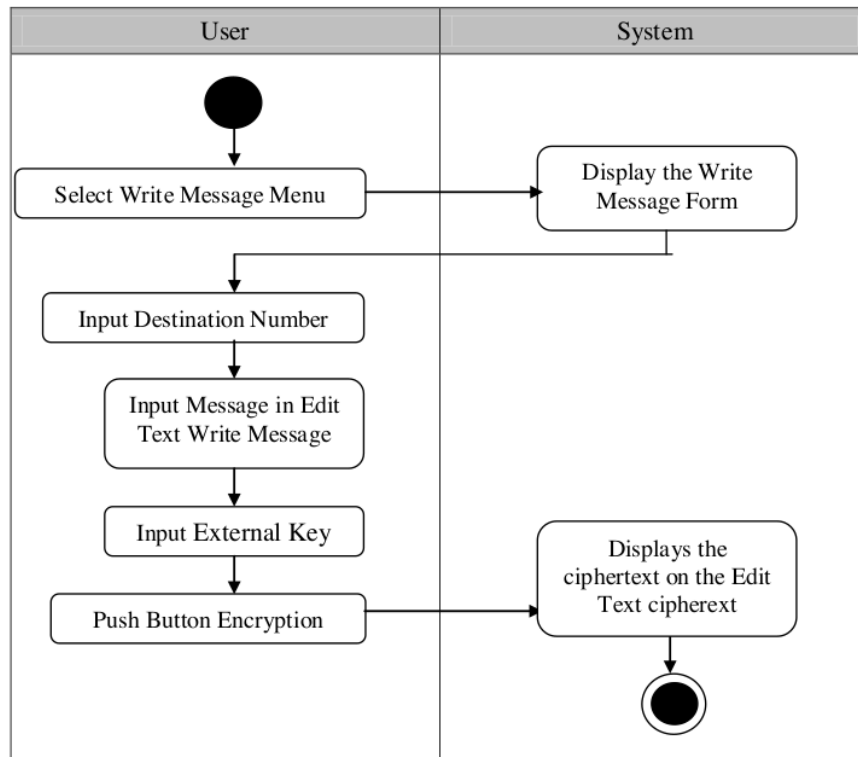 User
System
Select Write Message Menu
Display the Write
Message Form
Input Destination Number
Input Message in Edit
Text Write Message
Input External Key
Push Button Encryption
Displays the
ciphertext on the Edit
Text cipherext